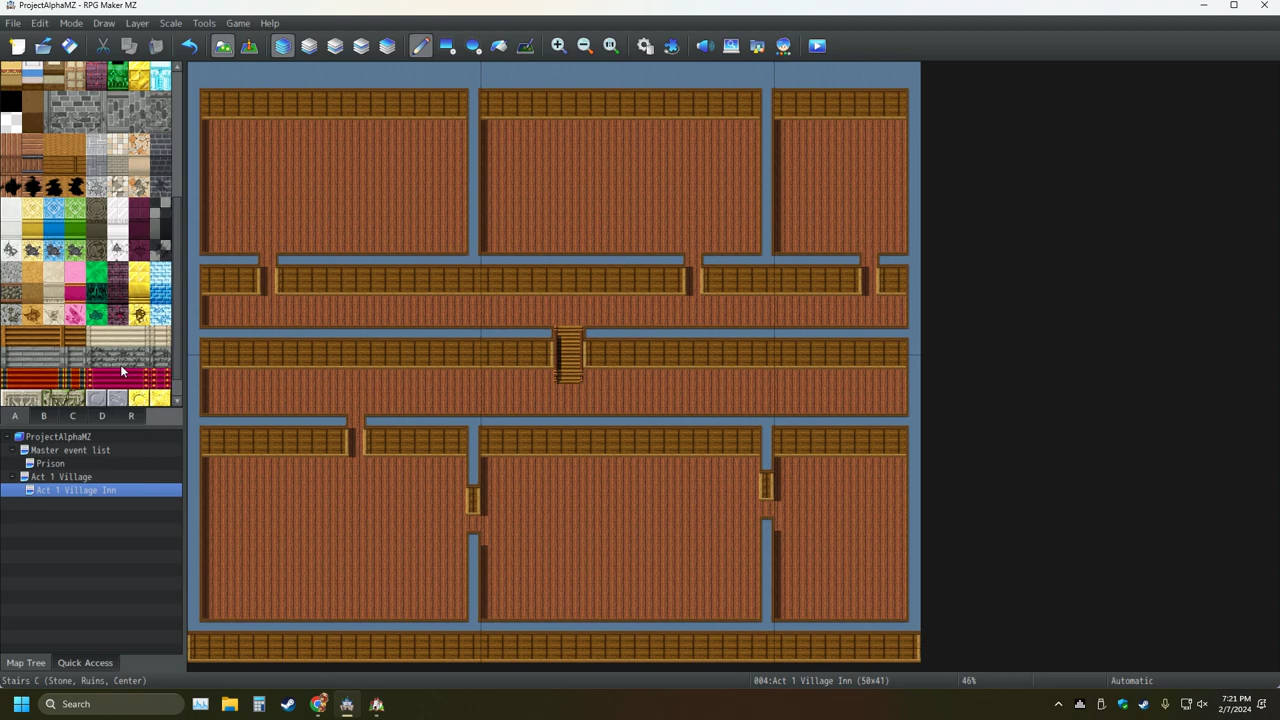 ProjectAlphaMZ - RPG Maker MZ
File Edit Mode Draw Layer Scale Tools Game Help
A B C D R
ProjectAlphaMZ
Master event list
Prison
Act 1 Village
Act 1 Village Inn
Map Tree Quick Access
Stairs C (Stone, Ruins, Center) 004:Act 1 Village Inn (50x41) 46% Automatic
Search
7:21 PM
2/7/2024